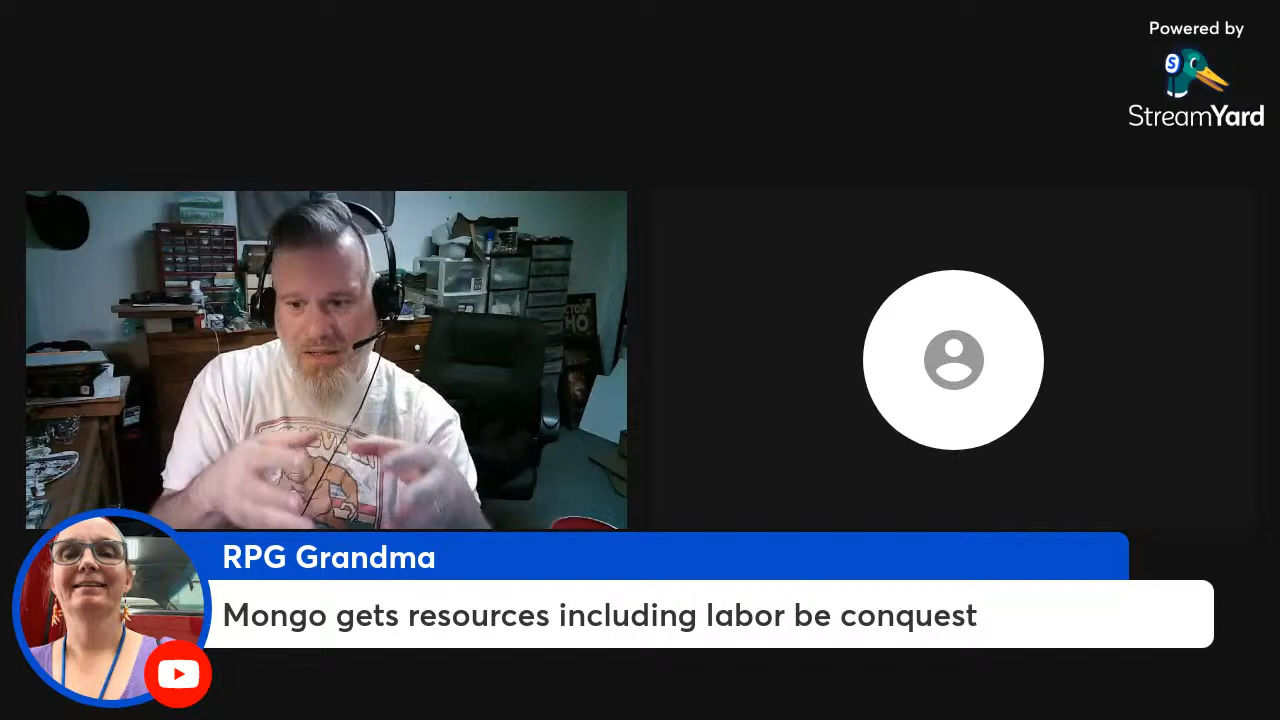 Powered by
S
StreamYard
RPG Grandma
Mongo gets resources including labor be conquest